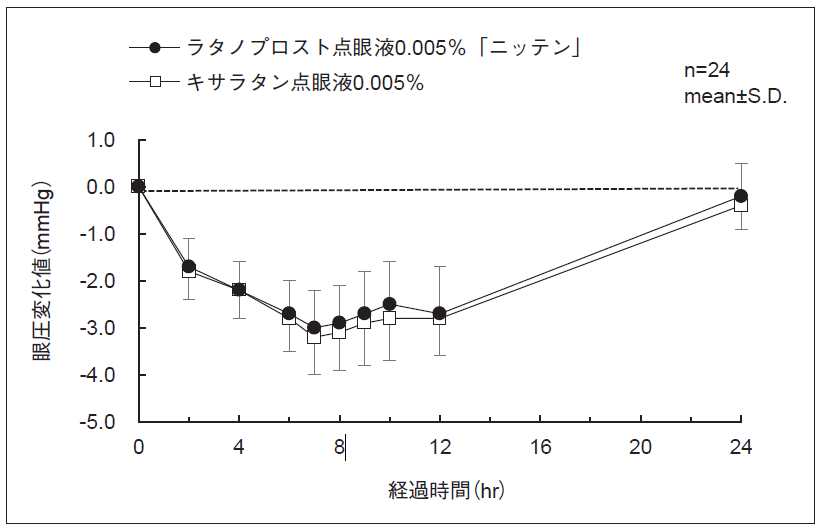 ラタノプロスト点眼液0.005%「ニッテン」
キサラタン点眼液0.005%
n=24
mean±S.D.
1.0
0.0
-1.0
-2.0
-3.0
-4.0
-5.0
眼圧変化値(mmHg)
0 4 8 12 16 20 24
経過時間(hr)